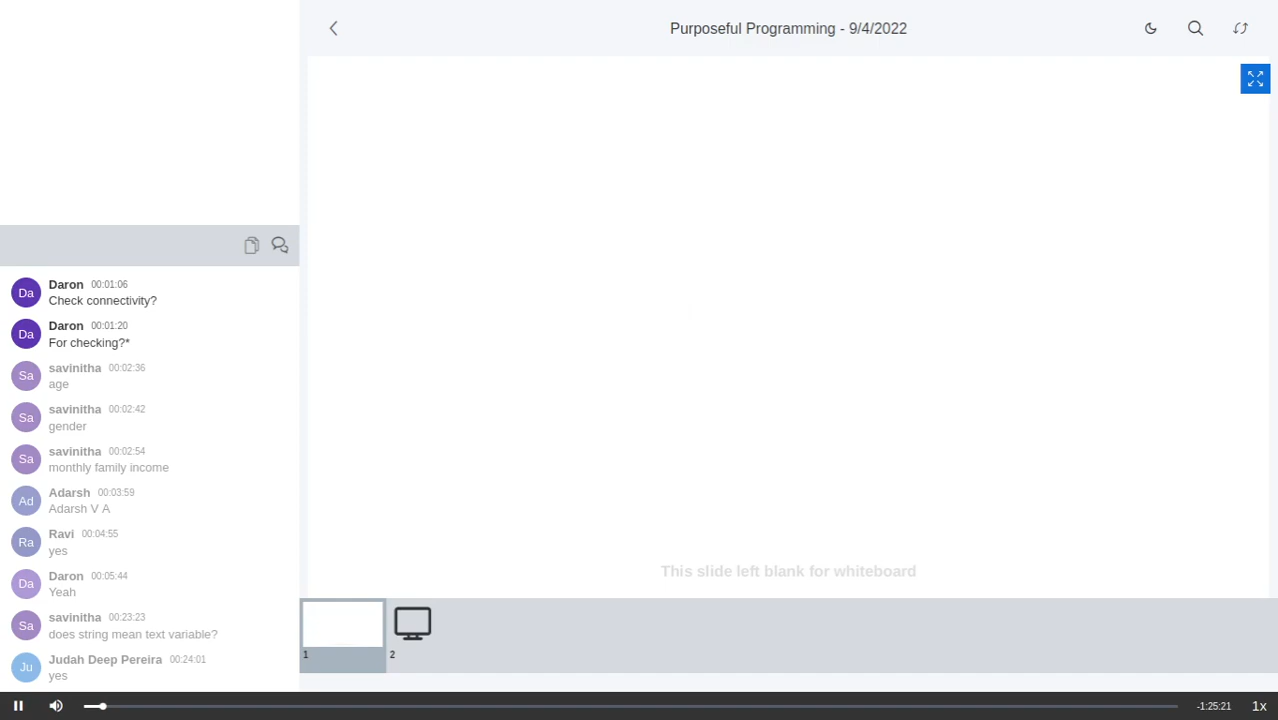 Purposeful Programming - 9/4/2022
Da Daron 00:01:06
Check connectivity?
Da Daron 00:01:20
For checking?*
Sa savinitha 00:02:36
age
Sa savinitha 00:02:42
gender
Sa savinitha 00:02:54
monthly family income
Ad Adarsh 00:03:59
Adarsh V A
Ra Ravi 00:04:55
yes
Da Daron 00:05:44
Yeah
Sa savinitha 00:23:23
does string mean text variable?
Ju Judah Deep Pereira 00:24:01
yes
This slide left blank for whiteboard
1
2
-1:25:21
1x